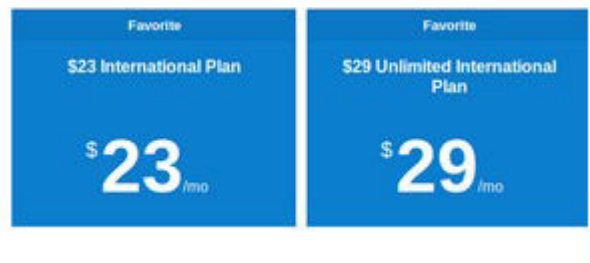 Favorite
$23 International Plan
$23/mo
Favorite
$29 Unlimited International
Plan
$29/mo